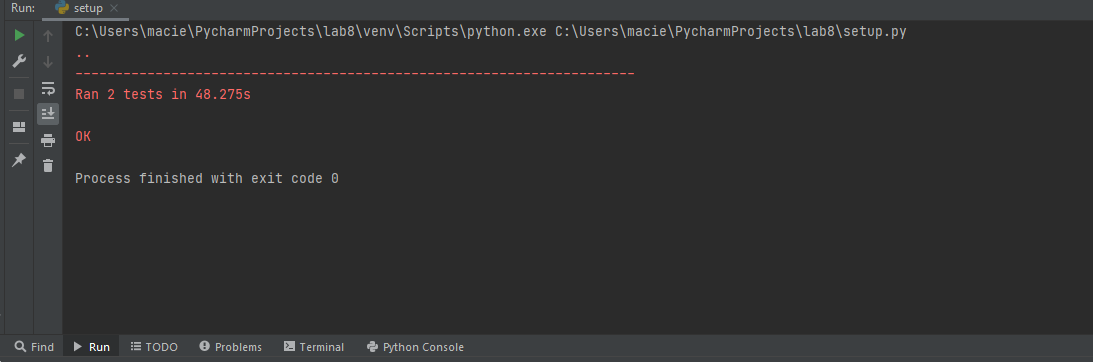 Run: setup
C:\Users\macie\PycharmProjects\lab8\venv\Scripts\python.exe C:\Users\macie\PycharmProjects\lab8\setup.py
..
----------------------------------------------------------------------
Ran 2 tests in 48.275s
OK
Process finished with exit code 0
Find Run TODO Problems Terminal Python Console